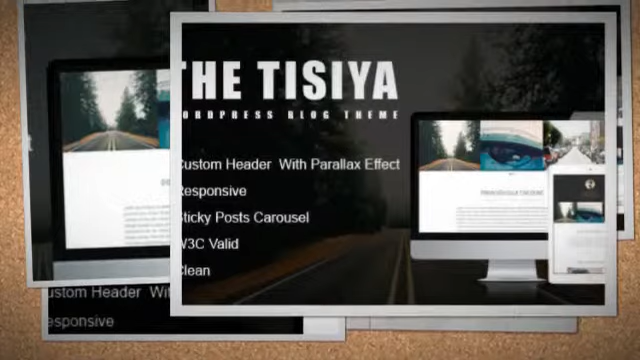 THE TISIYA
WORDPRESS BLOG THEME
Custom Header With Parallax Effect
Responsive
Sticky Posts Carousel
W3C Valid
Clean
ustom Header Wit
esponsive